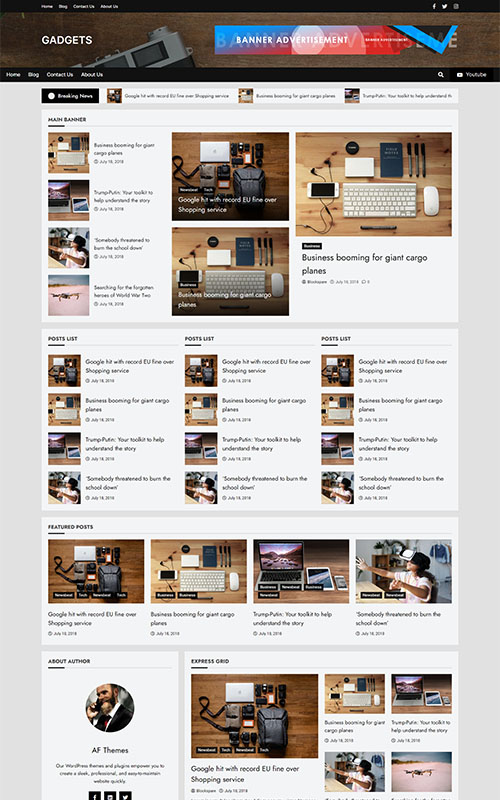 Home Blog Contact Us About Us
GADGETS
BANNER ADVERTISEMENT
BANNER ADVERTISEMENT
Home Blog Contact Us About Us
Youtube
Breaking News
Google hit with record EU fine over Shopping service
Business booming for giant cargo planes
Trump-Putin: Your toolkit to help understand th
MAIN BANNER
Business booming for giant
cargo planes
July 18, 2018
Trump-Putin: Your toolkit to
help understand the story
July 18, 2018
'Somebody threatened to
burn the school down'
July 18, 2018
Searching for the forgotten
heroes of World War Two
July 18, 2018
Newsbeat Tech
Google hit with record EU fine over
Shopping service
Business
Business booming for giant cargo
planes
Business
Business booming for giant cargo
planes
Blockspare July 18, 2018 0
POSTS LIST
Google hit with record EU fine over
Shopping service
July 18, 2018
Business booming for giant cargo
planes
July 18, 2018
Trump-Putin: Your toolkit to help
understand the story
July 18, 2018
'Somebody threatened to burn the
school down'
July 18, 2018
POSTS LIST
Google hit with record EU fine over
Shopping service
July 18, 2018
Business booming for giant cargo
planes
July 18, 2018
Trump-Putin: Your toolkit to help
understand the story
July 18, 2018
'Somebody threatened to burn the
school down'
July 18, 2018
POSTS LIST
Google hit with record EU fine over
Shopping service
July 18, 2018
Business booming for giant cargo
planes
July 18, 2018
Trump-Putin: Your toolkit to help
understand the story
July 18, 2018
'Somebody threatened to burn the
school down'
July 18, 2018
FEATURED POSTS
Newsbeat Tech Newsbeat Tech
Google hit with record EU fine over
Shopping service
July 18, 2018
Business Business
Business booming for giant cargo
planes
July 18, 2018
Business
Business Newsbeat Business
Newsbeat
Trump-Putin: Your toolkit to help
understand the story
July 18, 2018
Newsbeat Newsbeat
'Somebody threatened to burn the
school down'
July 18, 2018
ABOUT AUTHOR
AF Themes
Our WordPress themes and plugins empower you to
create a sleek, professional, and easy-to-maintain
website quickly.
EXPRESS GRID
Newsbeat Tech Newsbeat Tech
Google hit with record EU fine over
Shopping service
Blockspare July 18, 2018
Business booming for
giant cargo planes
July 18, 2018
Trump-Putin: Your toolkit
to help understand the
July 18, 2018